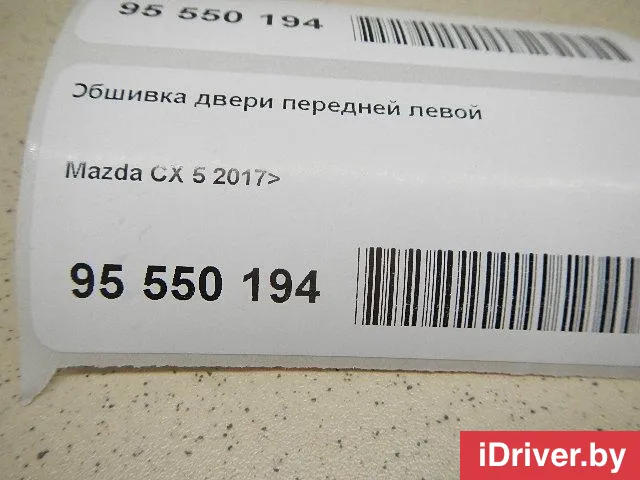 95 550 194
Обшивка двери передней левой
Mazda CX 5 2017>
95 550 194
iDriver.by